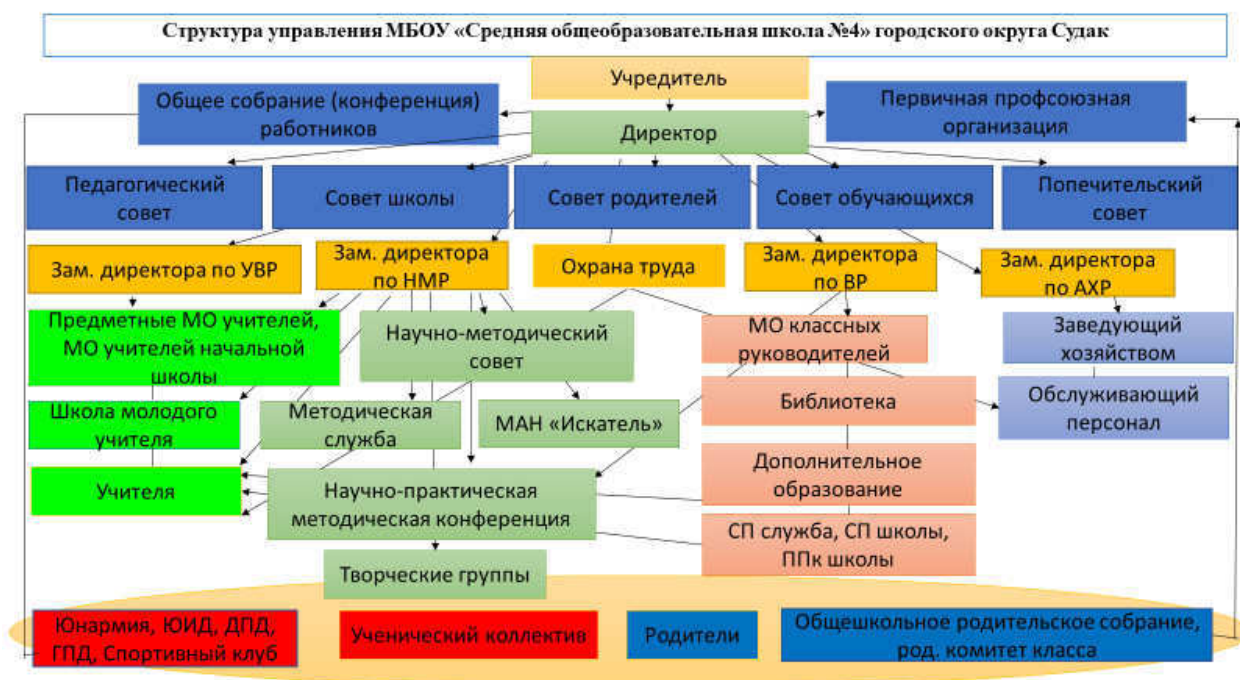 Структура управления МБОУ «Средняя общеобразовательная школа №4» городского округа Судак
Учредитель
Общее собрание (конференция)
работников
Директор
Первичная профсоюзная
организация
Педагогический
совет
Совет школы
Совет родителей
Совет обучающихся
Попечительский
совет
Зам. директора по УВР
Зам. директора
по НМР
Охрана труда
Зам. директора
по ВР
Зам. директора
по АХР
Предметные МО учителей,
МО учителей начальной
школы
Научно-методический
совет
МО классных
руководителей
Заведующий
хозяйством
Школа молодого
учителя
Методическая
служба
МАН «Искатель»
Библиотека
Обслуживающий
персонал
Учителя
Научно-практическая
методическая конференция
Дополнительное
образование
СП служба, СП школы,
ППк школы
Творческие группы
Юнармия, ЮИД, ДПД,
ГПД, Спортивный клуб
Ученический коллектив
Родители
Общешкольное родительское собрание,
род. комитет класса